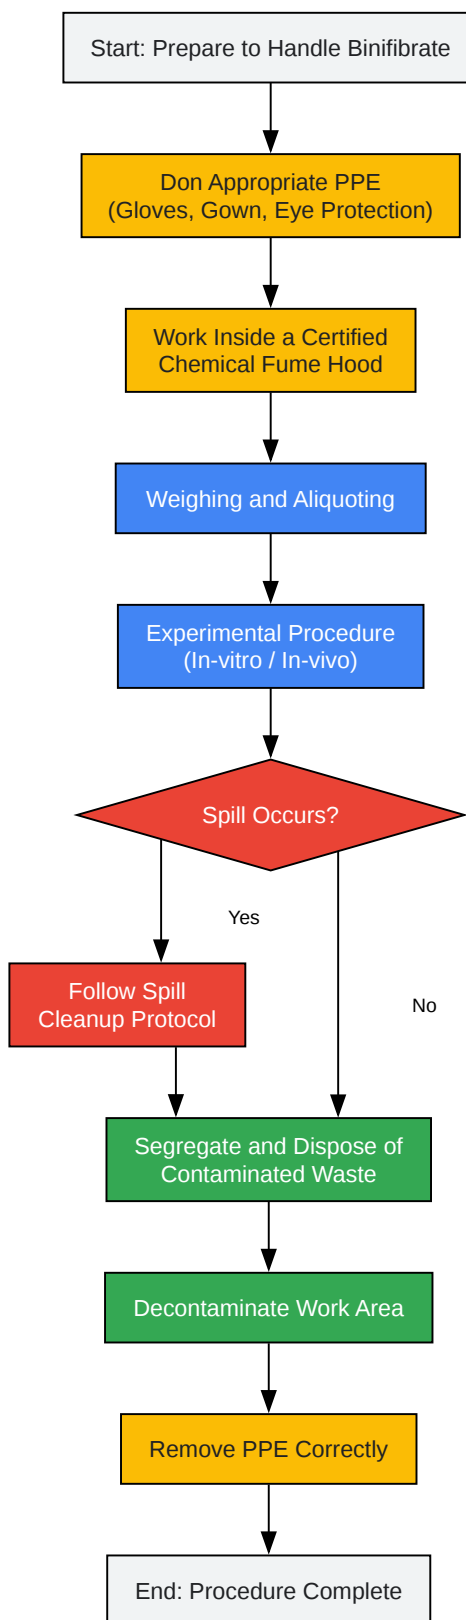 Start: Prepare to Handle Binifibrate
Don Appropriate PPE
(Gloves, Gown, Eye Protection)
Work Inside a Certified
Chemical Fume Hood
Weighing and Aliquoting
Experimental Procedure
(In-vitro / In-vivo)
Spill Occurs?
Yes
Follow Spill
Cleanup Protocol
No
Segregate and Dispose of
Contaminated Waste
Decontaminate Work Area
Remove PPE Correctly
End: Procedure Complete